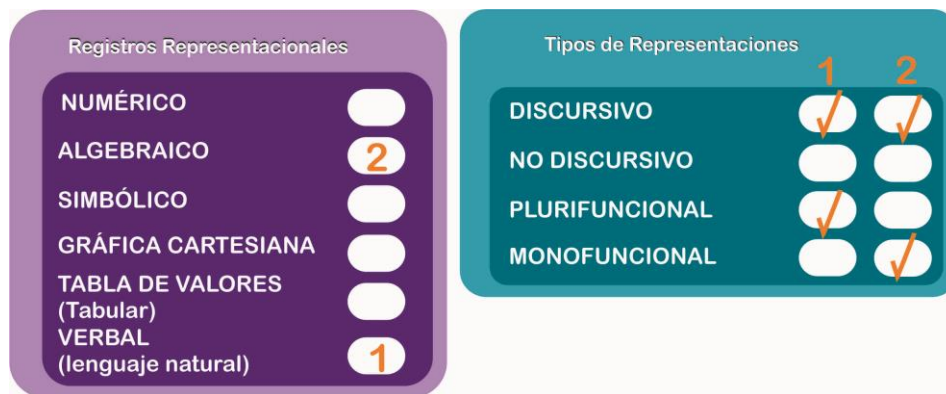 Registros Representacionales
NUMÉRICO
ALGEBRAICO 2
SIMBÓLICO
GRÁFICA CARTESIANA
TABLA DE VALORES
(Tabular)
VERBAL
(lenguaje natural) 1
Tipos de Representaciones
1 2
DISCURSIVO
NO DISCURSIVO
PLURIFUNCIONAL
MONOFUNCIONAL